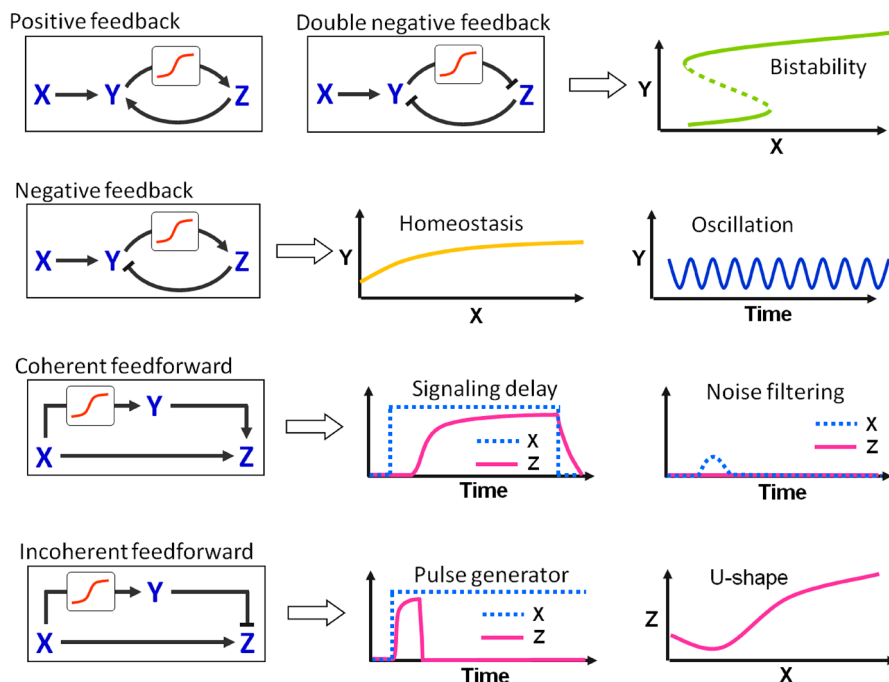 Positive feedback
X Y Z
Double negative feedback
X Y Z
Y
Bistability
X
Negative feedback
X Y Z
Homeostasis
Y
X
Oscillation
Y
Time
Coherent feedforward
Y
X Z
Signaling delay
X
Z
Time
Noise filtering
X
Z
Time
Incoherent feedforward
Y
X Z
Pulse generator
X
Z
Time
U-shape
Z
X